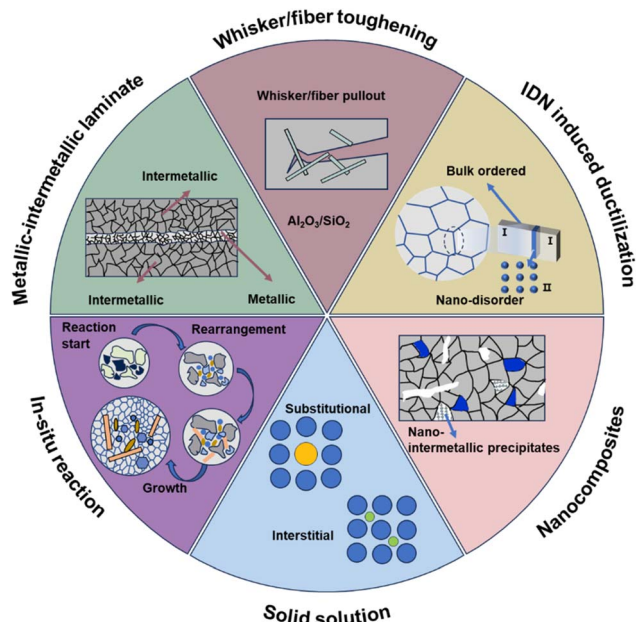 Whisker/fiber toughening
Whisker/fiber pullout
Al₂O₃/SiO₂
IDN induced ductilization
Bulk ordered
I
I
II
Nano-disorder
Nanocomposites
Nano-
intermetallic precipitates
Solid solution
Substitutional
Interstitial
In-situ reaction
Reaction
start
Rearrangement
Growth
Metallic-intermetallic laminate
Intermetallic
Intermetallic
Metallic